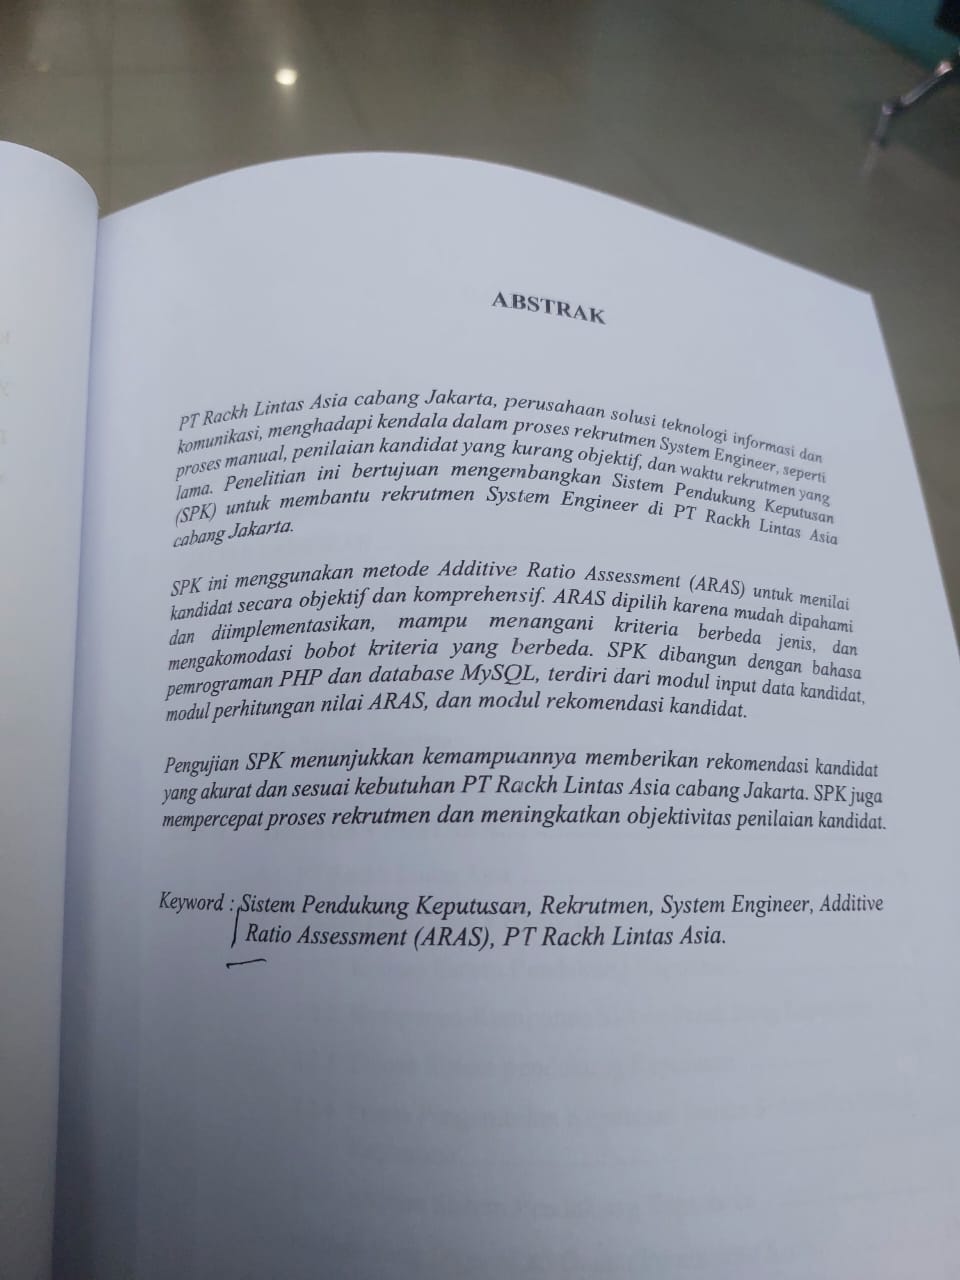 ABSTRAK
PT Rackh Lintas Asia cabang Jakarta, perusahaan solusi teknologi informasi dan
komunikasi, menghadapi kendala dalam proses rekrutmen System Engineer, seperti
proses manual, penilaian kandidat yang kurang objektif, dan waktu rekrutmen yang
lama. Penelitian ini bertujuan mengembangkan Sistem Pendukung Keputusan
(SPK) untuk membantu rekrutmen System Engineer di PT Rackh Lintas Asia
cabang Jakarta.
SPK ini menggunakan metode Additive Ratio Assessment (ARAS) untuk menilai
kandidat secara objektif dan komprehensif. ARAS dipilih karena mudah dipahami
dan diimplementasikan, mampu menangani kriteria berbeda jenis, dan
mengakomodasi bobot kriteria yang berbeda. SPK dibangun dengan bahasa
pemrograman PHP dan database MySQL, terdiri dari modul input data kandidat,
modul perhitungan nilai ARAS, dan modul rekomendasi kandidat.
Pengujian SPK menunjukkan kemampuannya memberikan rekomendasi kandidat
yang akurat dan sesuai kebutuhan PT Rackh Lintas Asia cabang Jakarta. SPK juga
mempercepat proses rekrutmen dan meningkatkan objektivitas penilaian kandidat.
Keyword : Sistem Pendukung Keputusan, Rekrutmen, System Engineer, Additive
Ratio Assessment (ARAS), PT Rackh Lintas Asia.